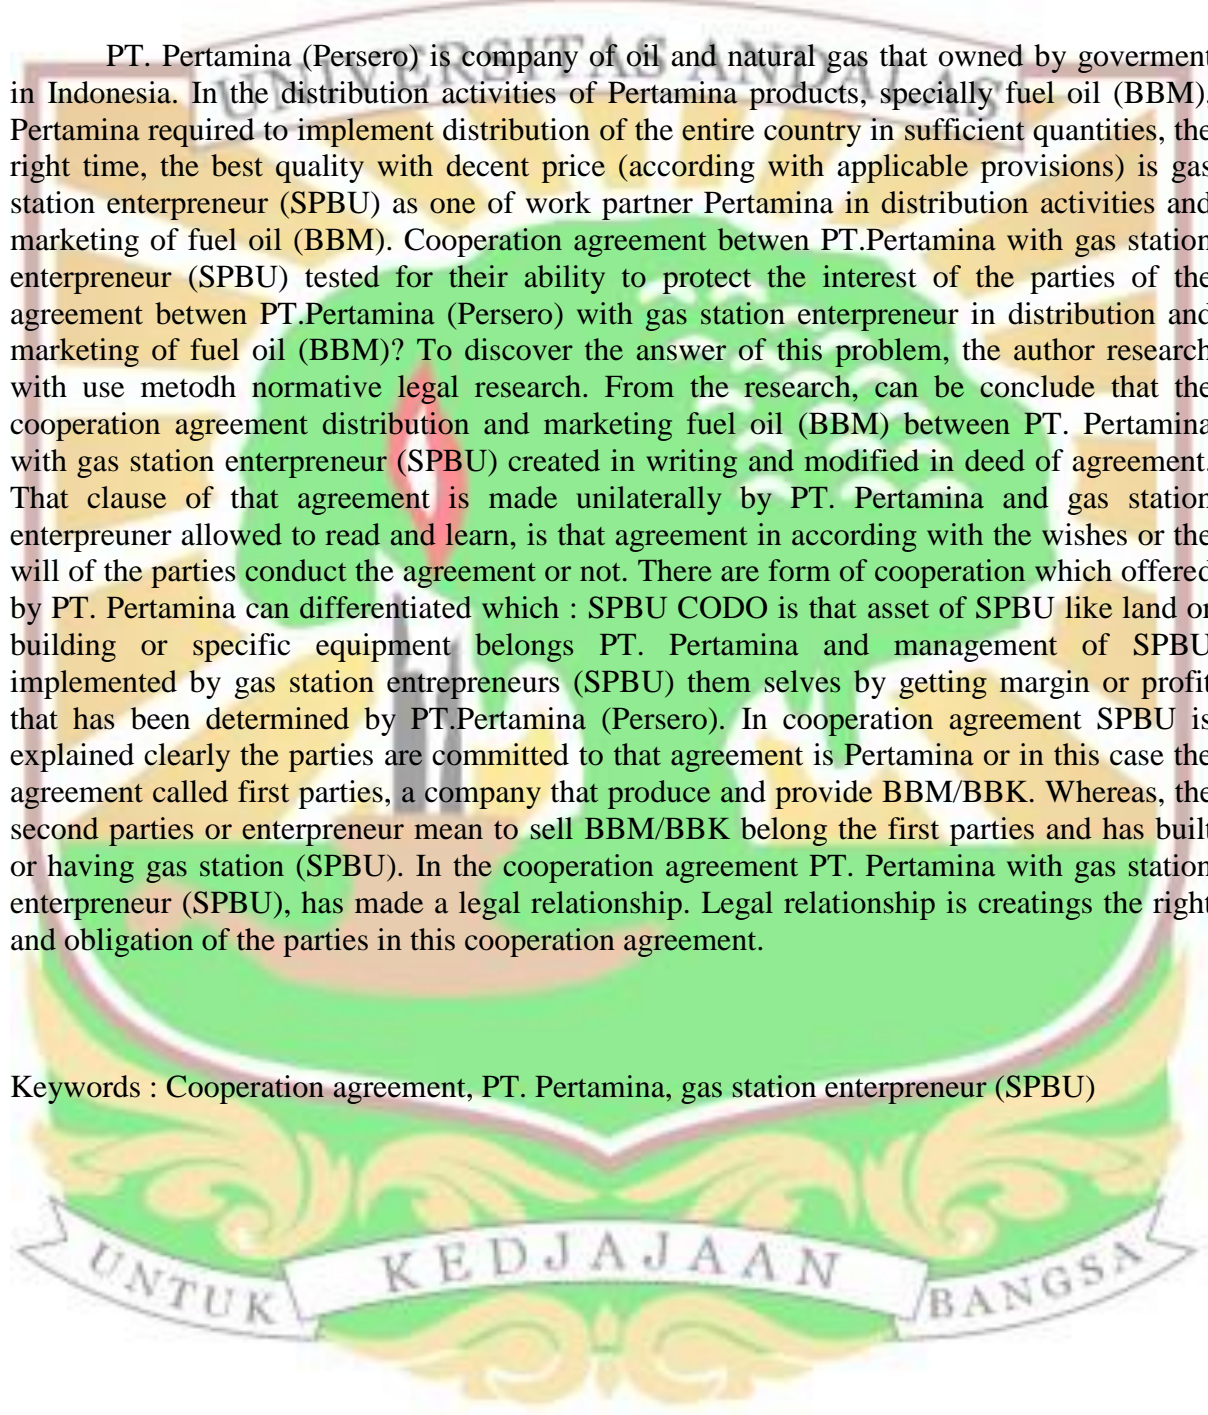 UNIVERSITAS ANDALAS
PT. Pertamina (Persero) is company of oil and natural gas that owned by goverment
in Indonesia. In the distribution activities of Pertamina products, specially fuel oil (BBM),
Pertamina required to implement distribution of the entire country in sufficient quantities, the
right time, the best quality with decent price (according with applicable provisions) is gas
station enterpreneur (SPBU) as one of work partner Pertamina in distribution activities and
marketing of fuel oil (BBM). Cooperation agreement betwen PT.Pertamina with gas station
enterpreneur (SPBU) tested for their ability to protect the interest of the parties of the
agreement betwen PT.Pertamina (Persero) with gas station enterpreneur in distribution and
marketing of fuel oil (BBM)? To discover the answer of this problem, the author research
with use metodh normative legal research. From the research, can be conclude that the
cooperation agreement distribution and marketing fuel oil (BBM) between PT. Pertamina
with gas station enterpreneur (SPBU) created in writing and modified in deed of agreement.
That clause of that agreement is made unilaterally by PT. Pertamina and gas station
enterpreuner allowed to read and learn, is that agreement in according with the wishes or the
will of the parties conduct the agreement or not. There are form of cooperation which offered
by PT. Pertamina can differentiated which : SPBU CODO is that asset of SPBU like land or
building or specific equipment belongs PT. Pertamina and management of SPBU
implemented by gas station entrepreneurs (SPBU) them selves by getting margin or profit
that has been determined by PT.Pertamina (Persero). In cooperation agreement SPBU is
explained clearly the parties are committed to that agreement is Pertamina or in this case the
agreement called first parties, a company that produce and provide BBM/BBK. Whereas, the
second parties or enterpreneur mean to sell BBM/BBK belong the first parties and has built
or having gas station (SPBU). In the cooperation agreement PT. Pertamina with gas station
enterpreneur (SPBU), has made a legal relationship. Legal relationship is creatings the right
and obligation of the parties in this cooperation agreement.
Keywords : Cooperation agreement, PT. Pertamina, gas station enterpreneur (SPBU)
UNTUK KEDJAJAAN BANGSA